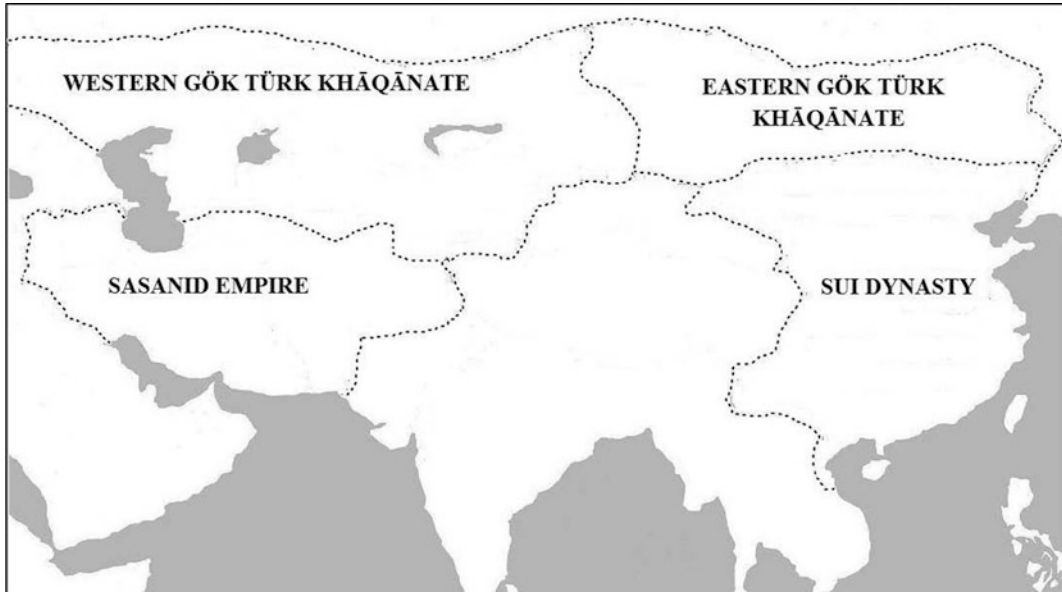 WESTERN GÖK TÜRK KHĀQĀNATE
EASTERN GÖK TÜRK
KHĀQĀNATE
SASANID EMPIRE
SUI DYNASTY